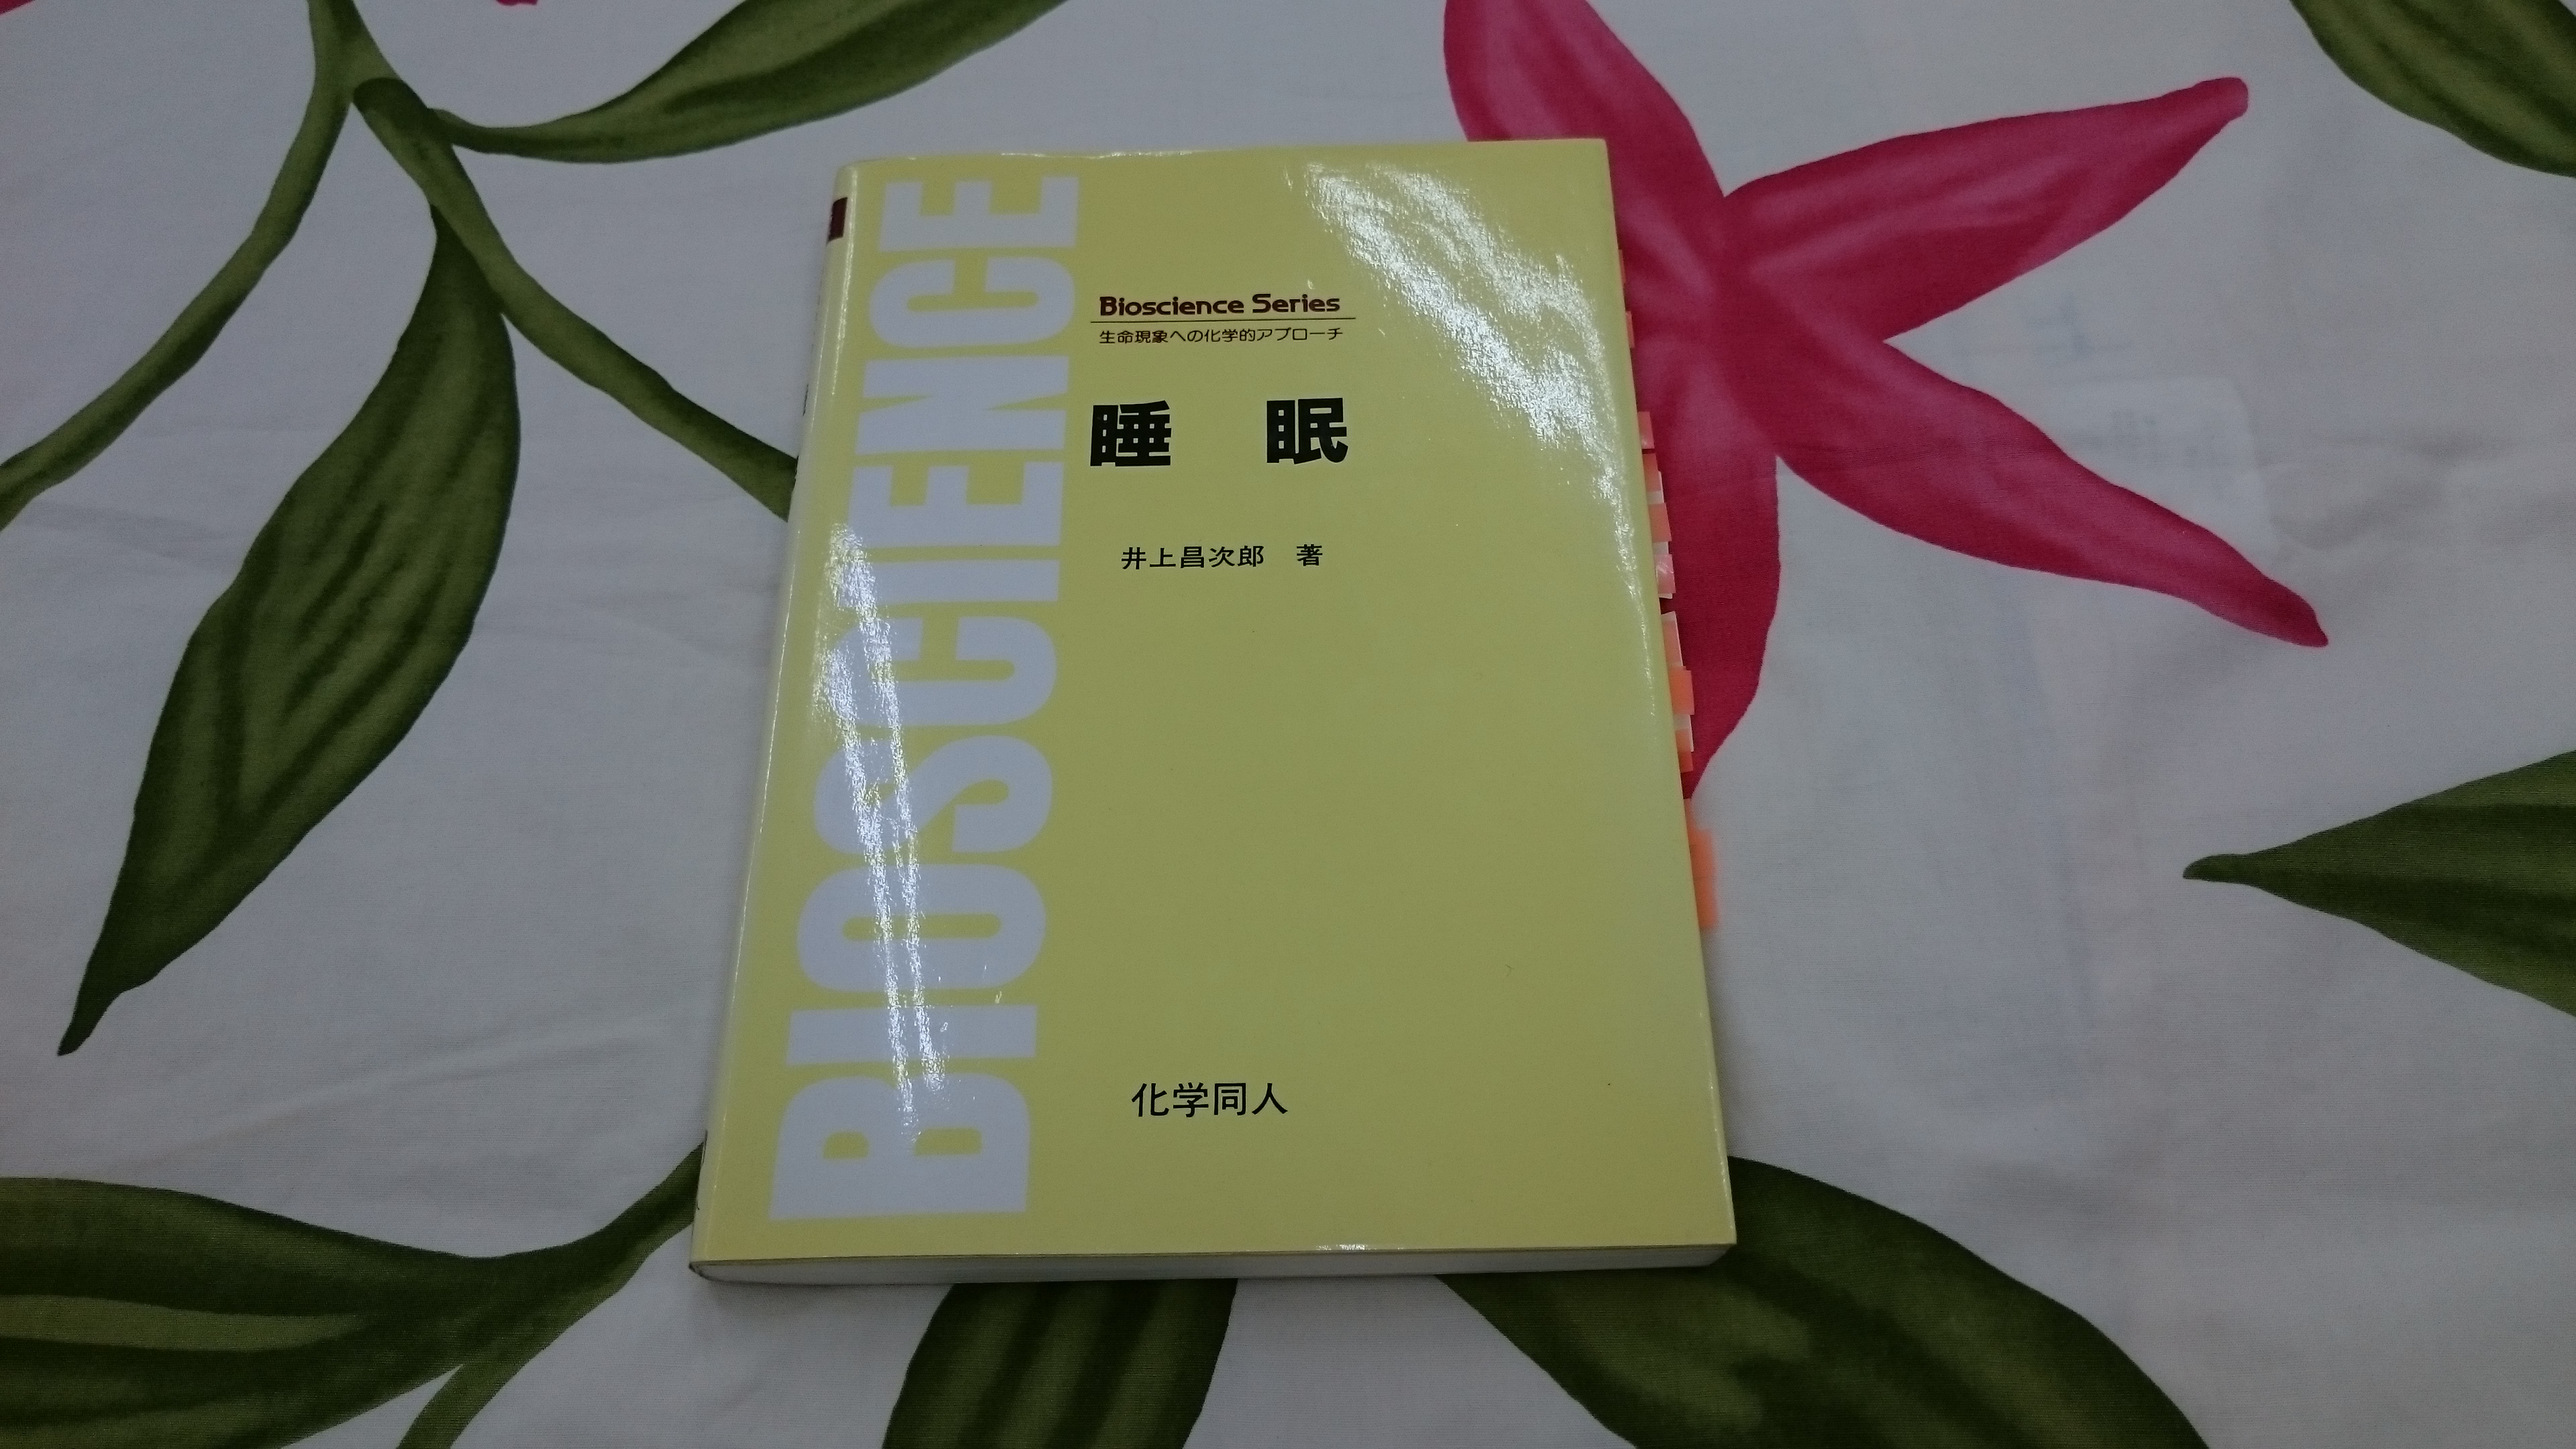 BIOSCIENCE
Bioscience Series
生命現象への化学的アプローチ
睡 眠
井上昌次郎 著
化学同人